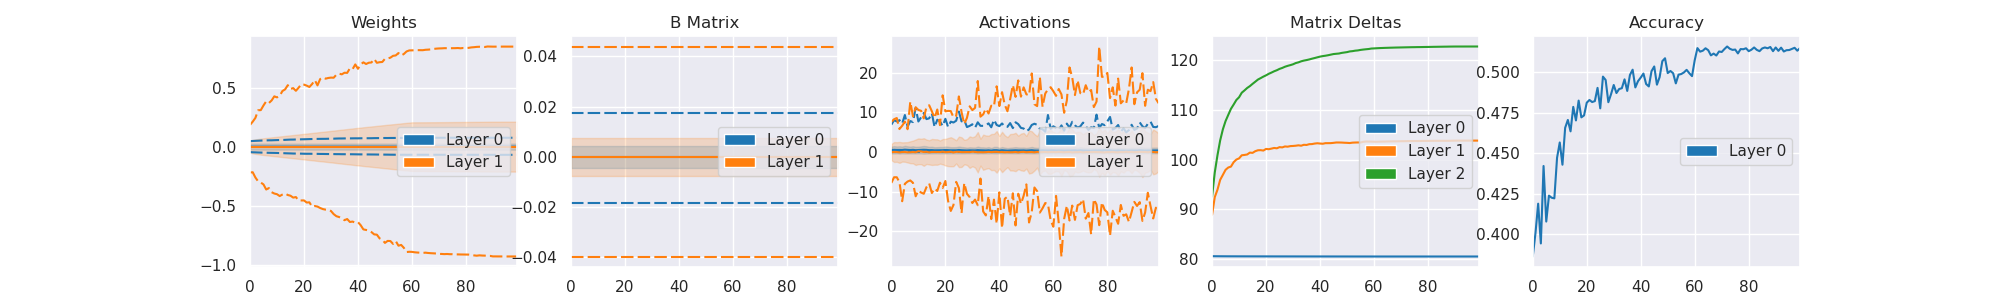 Weights
0.5
0.0
−0.5
−1.0
0 20 40 60 80
Layer 0
Layer 1
B Matrix
0.04
0.02
0.00
−0.02
−0.04
0 20 40 60 80
Layer 0
Layer 1
Activations
20
10
0
−10
−20
0 20 40 60 80
Layer 0
Layer 1
Matrix Deltas
120
110
100
90
80
0 20 40 60 80
Layer 0
Layer 1
Layer 2
Accuracy
0.500
0.475
0.450
0.425
0.400
0 20 40 60 80
Layer 0